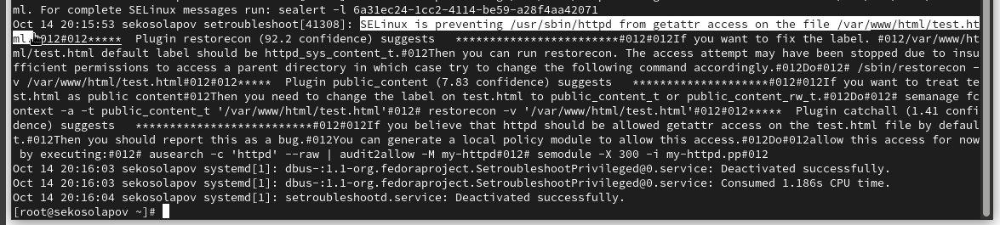 ml. For complete SELinux messages run: sealert -l 6a31ec24-1cc2-4114-be59-a28f4aa42071
Oct 14 20:15:53 sekosolapov setroubleshoot[41308]: SELinux is preventing /usr/sbin/httpd from getattr access on the file /var/www/html/test.ht
ml.#012#012***** Plugin restorecon (92.2 confidence) suggests ************************#012#012If you want to fix the label. #012/var/www/ht
ml/test.html default label should be httpd_sys_content_t.#012Then you can run restorecon. The access attempt may have been stopped due to insu
fficient permissions to access a parent directory in which case try to change the following command accordingly.#012Do#012# /sbin/restorecon -
v /var/www/html/test.html#012#012***** Plugin public_content (7.83 confidence) suggests ********************#012#012If you want to treat te
st.html as public content#012Then you need to change the label on test.html to public_content_t or public_content_rw_t.#012Do#012# semanage fc
ontext -a -t public_content_t '/var/www/html/test.html'#012# restorecon -v '/var/www/html/test.html'#012#012***** Plugin catchall (1.41 confi
dence) suggests **************************#012#012If you believe that httpd should be allowed getattr access on the test.html file by defaul
t.#012Then you should report this as a bug.#012You can generate a local policy module to allow this access.#012Do#012allow this access for now
by executing:#012# ausearch -c 'httpd' --raw | audit2allow -M my-httpd#012# semodule -X 300 -i my-httpd.pp#012
Oct 14 20:16:03 sekosolapov systemd[1]: dbus-:1.1-org.fedoraproject.SetroubleshootPrivileged@0.service: Deactivated successfully.
Oct 14 20:16:03 sekosolapov systemd[1]: dbus-:1.1-org.fedoraproject.SetroubleshootPrivileged@0.service: Consumed 1.186s CPU time.
Oct 14 20:16:04 sekosolapov systemd[1]: setroubleshootd.service: Deactivated successfully.
[root@sekosolapov ~]#